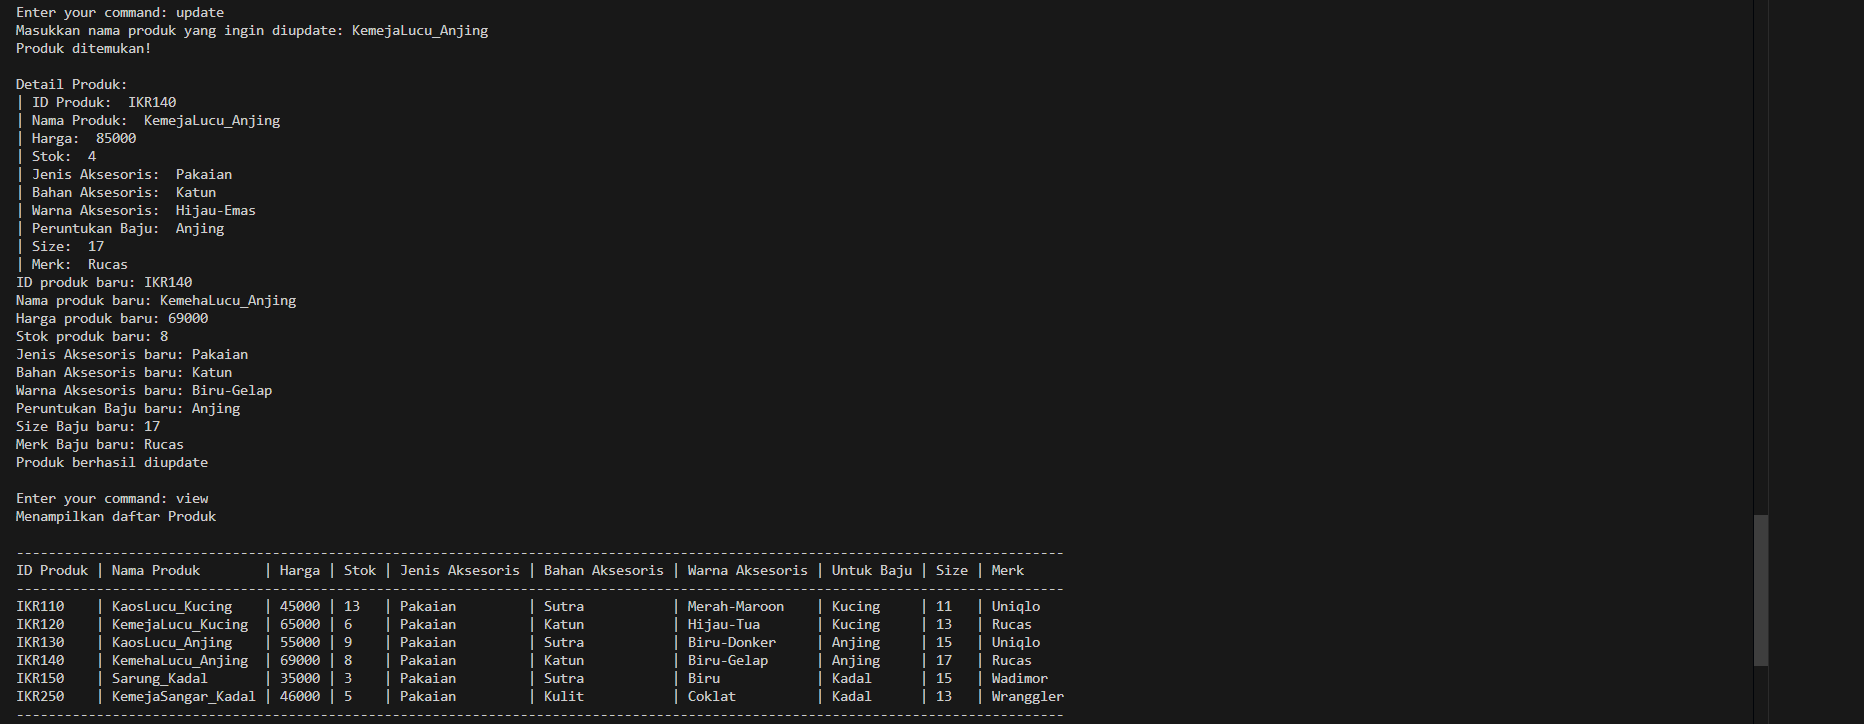 Enter your command: update
Masukkan nama produk yang ingin diupdate: KemejaLucu_Anjing
Produk ditemukan!
Detail Produk:
| ID Produk:  IKR140
| Nama Produk:  KemejaLucu_Anjing
| Harga:  85000
| Stok:  4
| Jenis Aksesoris:  Pakaian
| Bahan Aksesoris:  Katun
| Warna Aksesoris:  Hijau-Emas
| Peruntukan Baju:  Anjing
| Size:  17
| Merk:  Rucas
ID produk baru: IKR140
Nama produk baru: KemehaLucu_Anjing
Harga produk baru: 69000
Stok produk baru: 8
Jenis Aksesoris baru: Pakaian
Bahan Aksesoris baru: Katun
Warna Aksesoris baru: Biru-Gelap
Peruntukan Baju baru: Anjing
Size Baju baru: 17
Merk Baju baru: Rucas
Produk berhasil diupdate
Enter your command: view
Menampilkan daftar Produk
-----------------------------------------------------------------------------------------------------------------------------------
ID Produk | Nama Produk        | Harga | Stok | Jenis Aksesoris | Bahan Aksesoris | Warna Aksesoris | Untuk Baju | Size | Merk
-----------------------------------------------------------------------------------------------------------------------------------
IKR110    | KaosLucu_Kucing    | 45000 | 13   | Pakaian         | Sutra           | Merah-Maroon    | Kucing     | 11   | Uniqlo
IKR120    | KemejaLucu_Kucing  | 65000 | 6    | Pakaian         | Katun           | Hijau-Tua       | Kucing     | 13   | Rucas
IKR130    | KaosLucu_Anjing    | 55000 | 9    | Pakaian         | Sutra           | Biru-Donker     | Anjing     | 15   | Uniqlo
IKR140    | KemehaLucu_Anjing  | 69000 | 8    | Pakaian         | Katun           | Biru-Gelap      | Anjing     | 17   | Rucas
IKR150    | Sarung_Kadal       | 35000 | 3    | Pakaian         | Sutra           | Biru            | Kadal      | 15   | Wadimor
IKR250    | KemejaSangar_Kadal | 46000 | 5    | Pakaian         | Kulit           | Coklat          | Kadal      | 13   | Wranggler
-----------------------------------------------------------------------------------------------------------------------------------